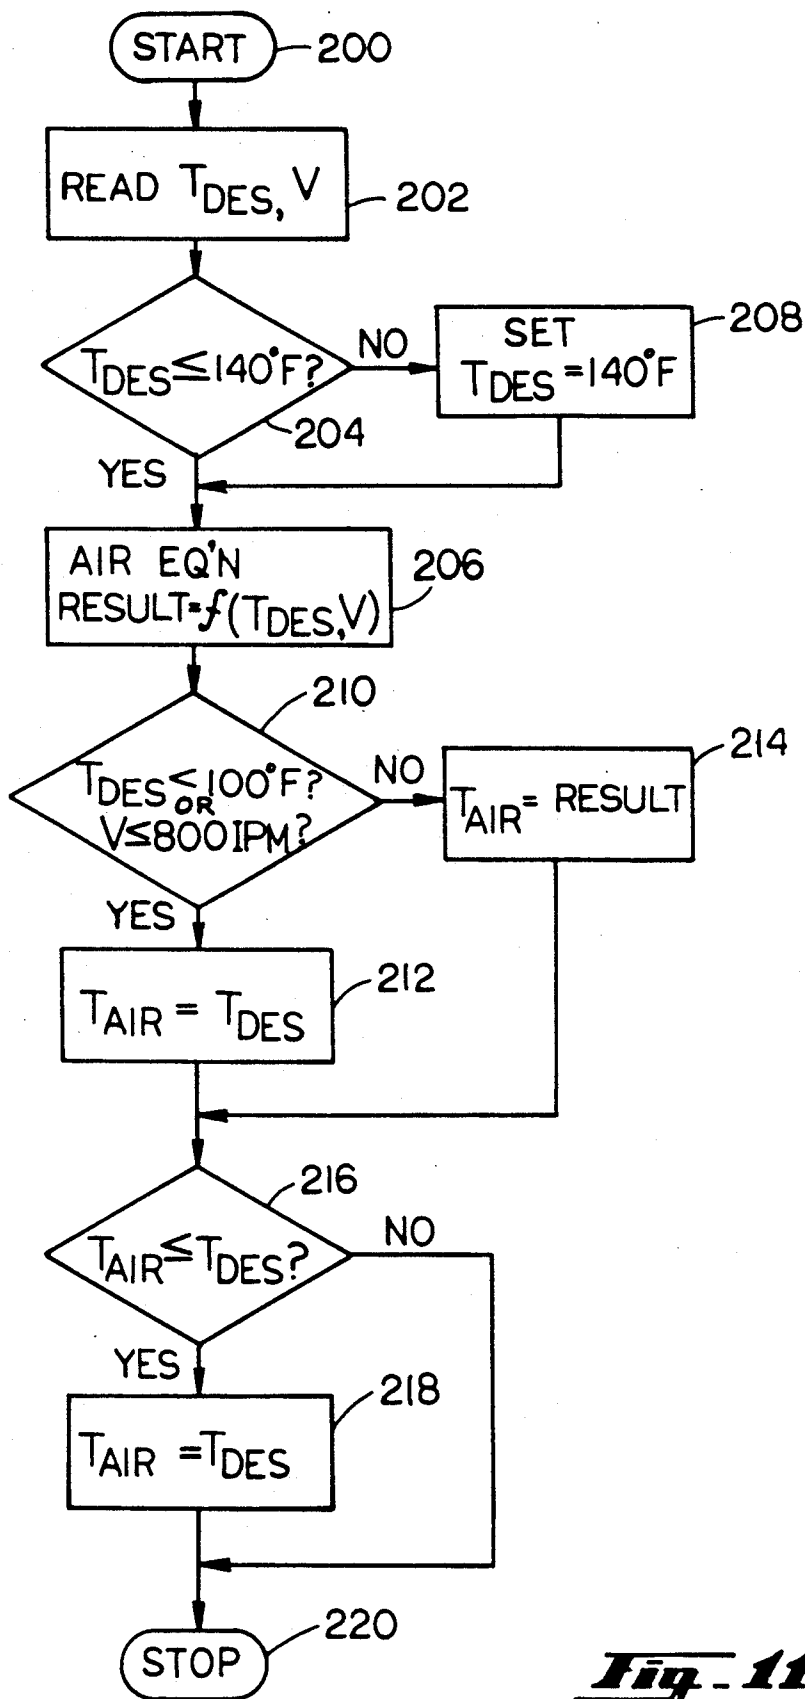 START 200
READ T_DES, V
202
T_DES ≤ 140°F?
NO
204
SET
T_DES = 140°F
208
YES
AIR EQ'N
RESULT = f(T_DES, V)
206
210
T_DES < 100°F?
OR
V ≤ 800 IPM?
NO
T_AIR = RESULT
214
YES
T_AIR = T_DES
212
216
T_AIR ≤ T_DES?
NO
YES
T_AIR = T_DES
218
STOP
220
Fig. 11